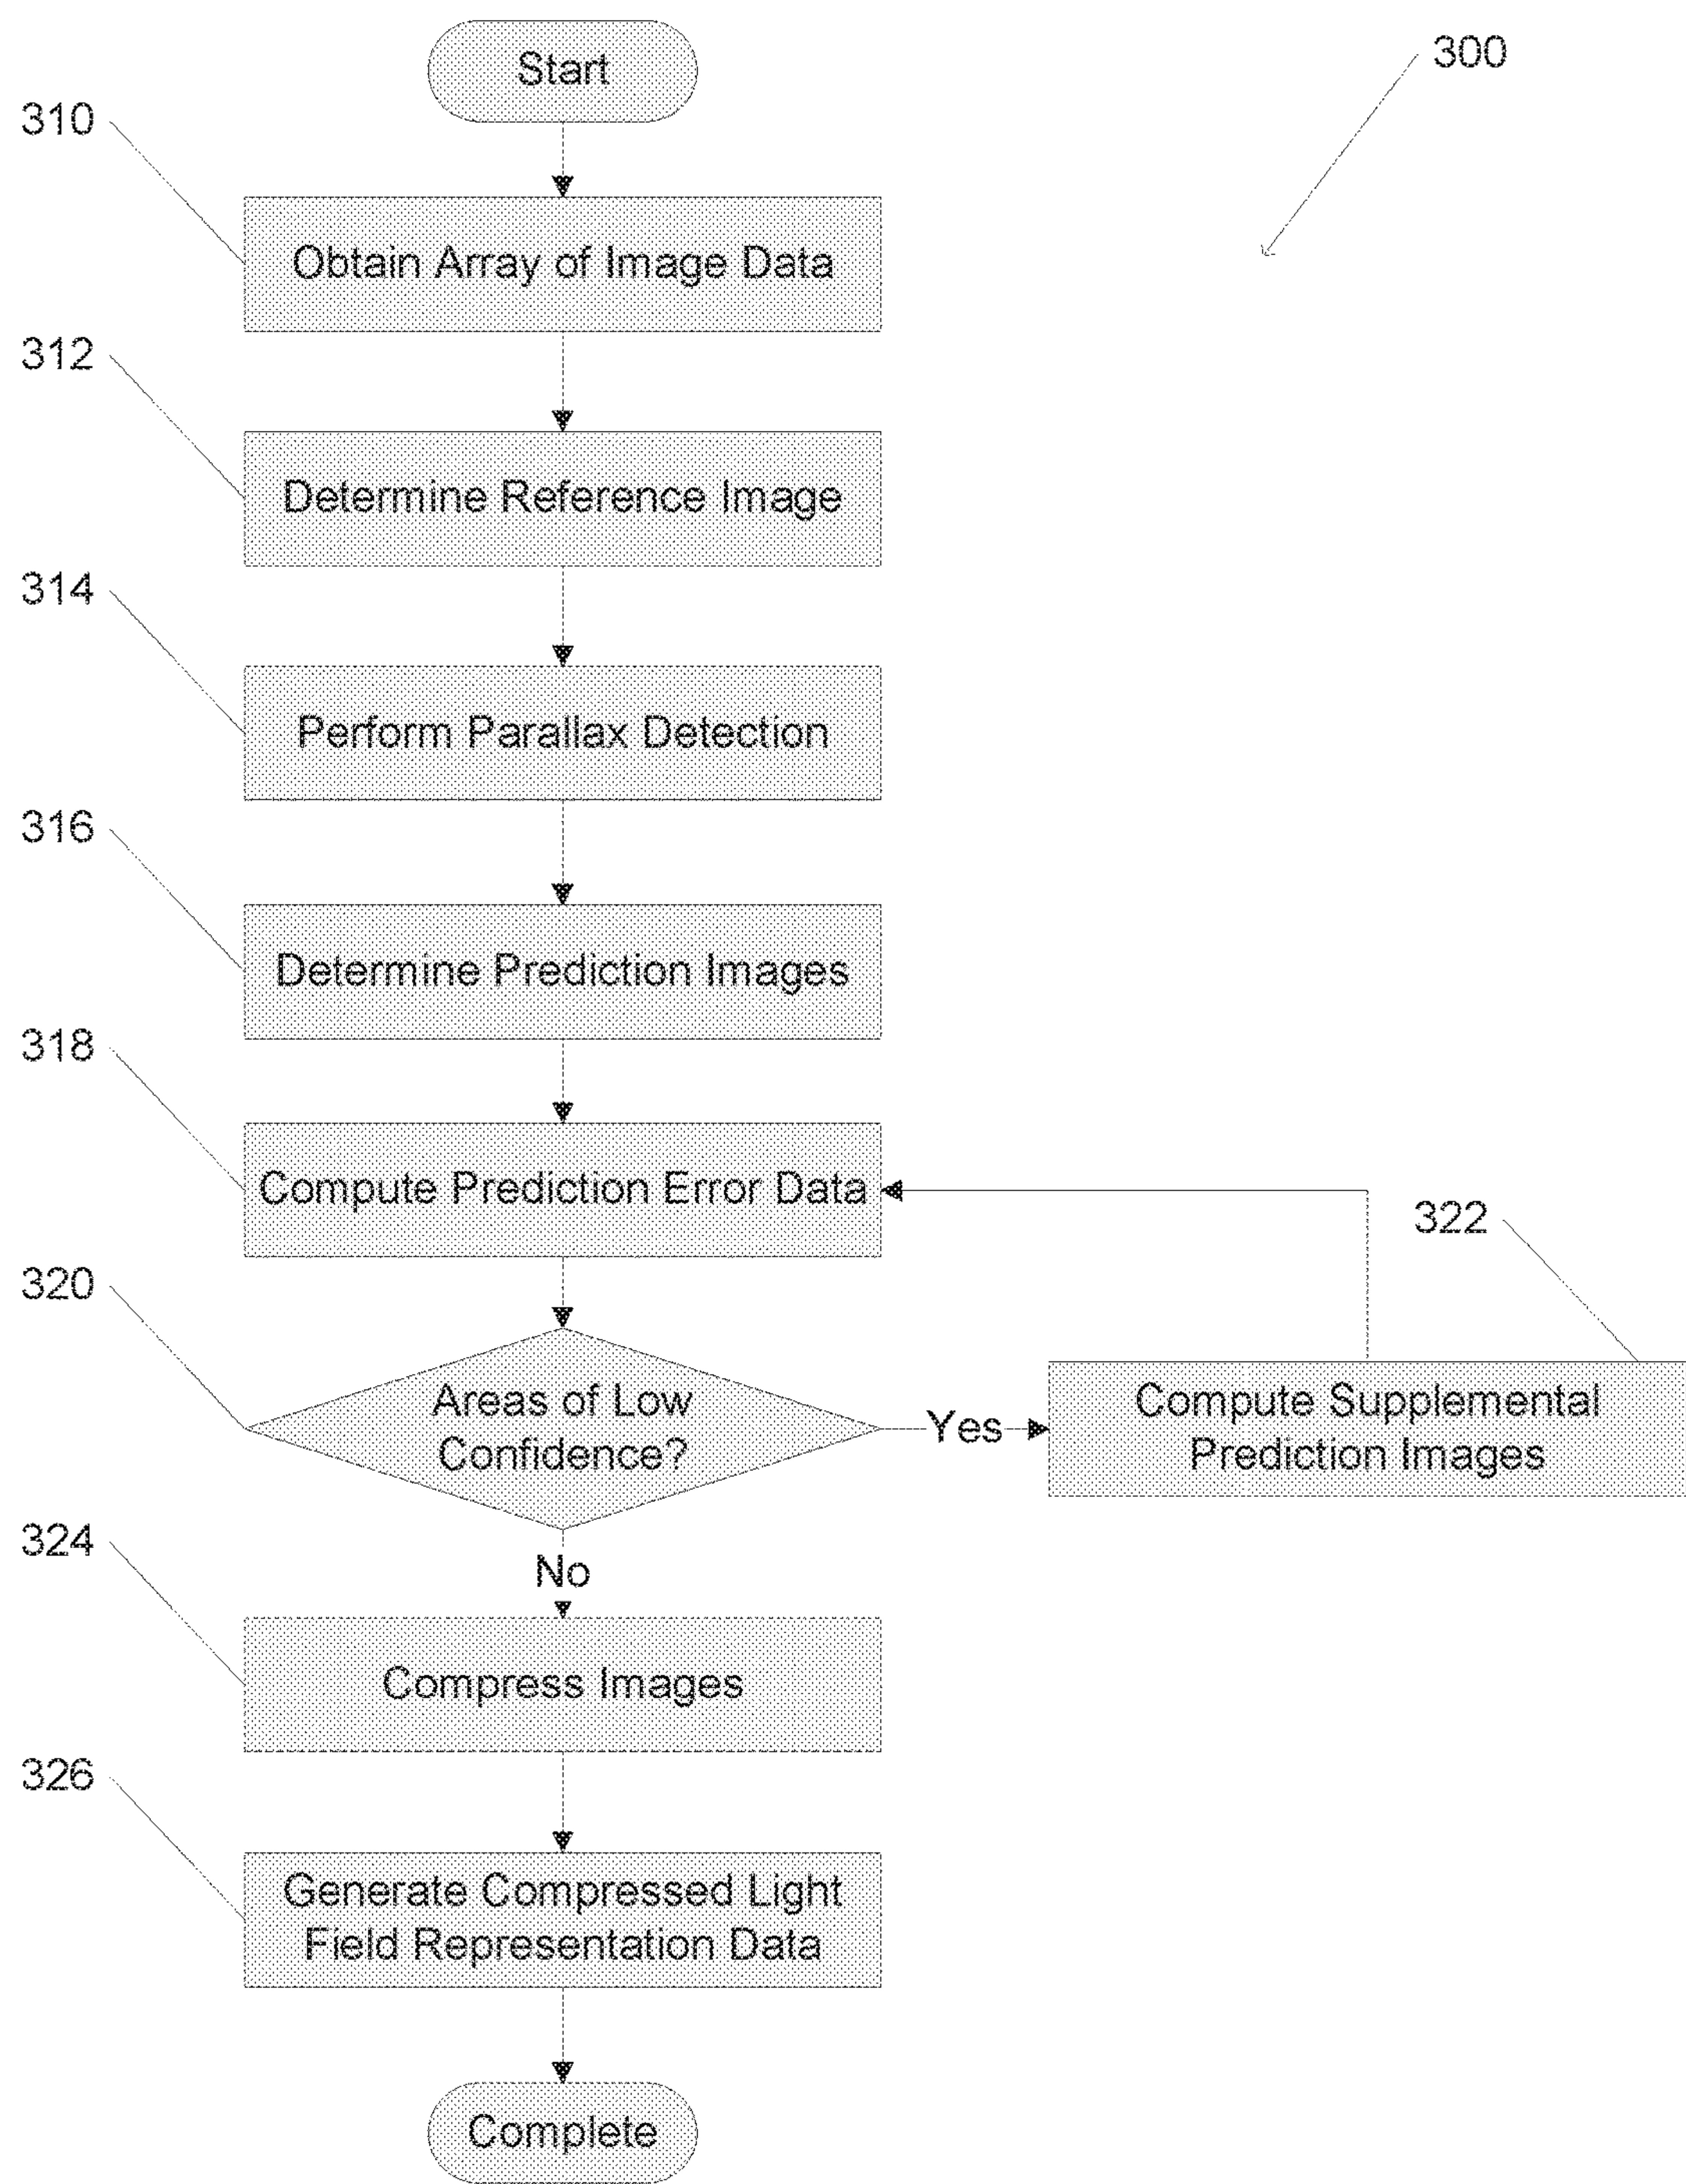 Start
300
310
Obtain Array of Image Data
312
Determine Reference Image
314
Perform Parallax Detection
316
Determine Prediction Images
318
Compute Prediction Error Data
322
320
Areas of Low
Confidence?
Yes
Compute Supplemental
Prediction Images
324
No
Compress Images
326
Generate Compressed Light
Field Representation Data
Complete